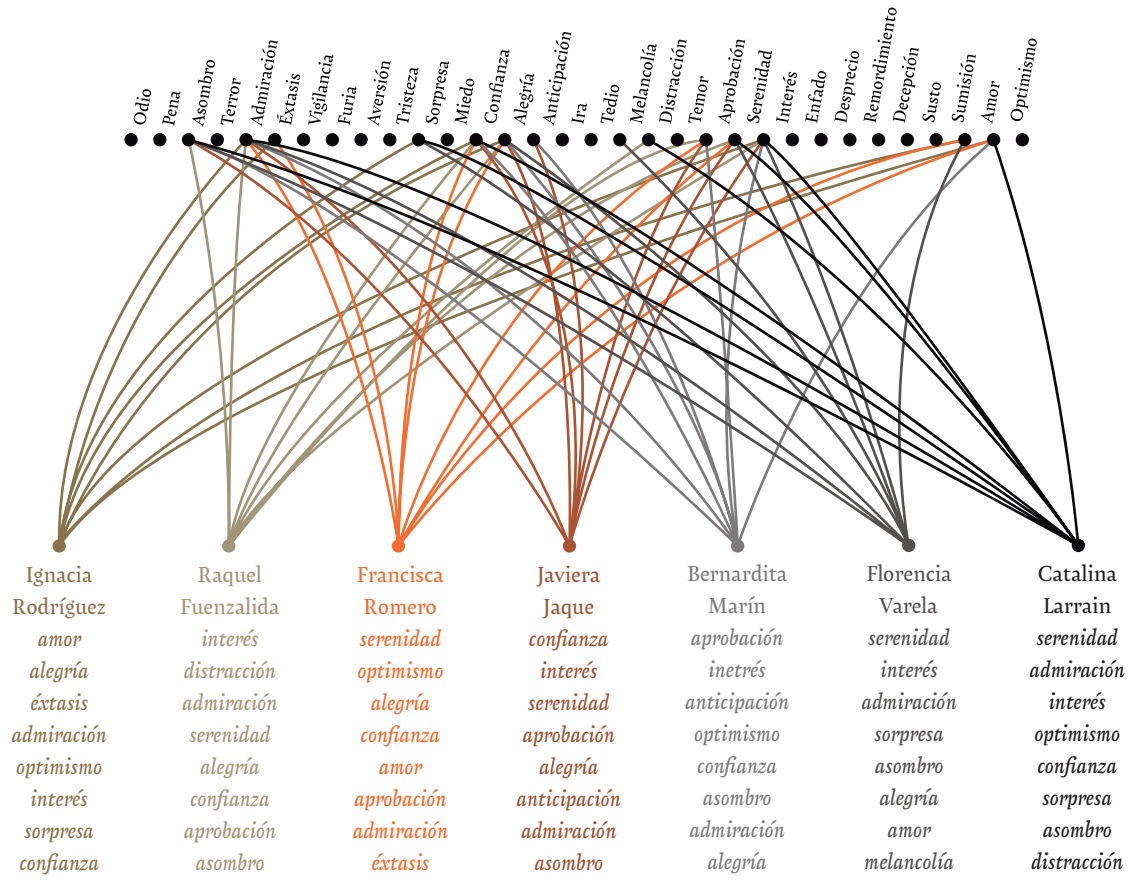 Odio
Pena
Asombro
Terror
Admiración
Éxtasis
Vigilancia
Furia
Aversión
Tristeza
Sorpresa
Miedo
Confianza
Alegría
Anticipación
Ira
Tedio
Melancolía
Distracción
Temor
Aprobación
Serenidad
Interés
Enfado
Desprecio
Remordimiento
Decepción
Susto
Sumisión
Amor
Optimismo
Ignacia
Rodríguez
amor
alegría
éxtasis
admiración
optimismo
interés
sorpresa
confianza
Raquel
Fuenzalida
interés
distracción
admiración
serenidad
alegría
confianza
aprobación
asombro
Francisca
Romero
serenidad
optimismo
alegría
confianza
amor
aprobación
admiración
éxtasis
Javiera
Jaque
confianza
interés
serenidad
aprobación
alegría
anticipación
admiración
asombro
Bernardita
Marín
aprobación
inetrés
anticipación
optimismo
confianza
asombro
admiración
alegría
Florencia
Varela
serenidad
interés
admiración
sorpresa
asombro
alegría
amor
melancolía
Catalina
Larrain
serenidad
admiración
interés
optimismo
confianza
sorpresa
asombro
distracción